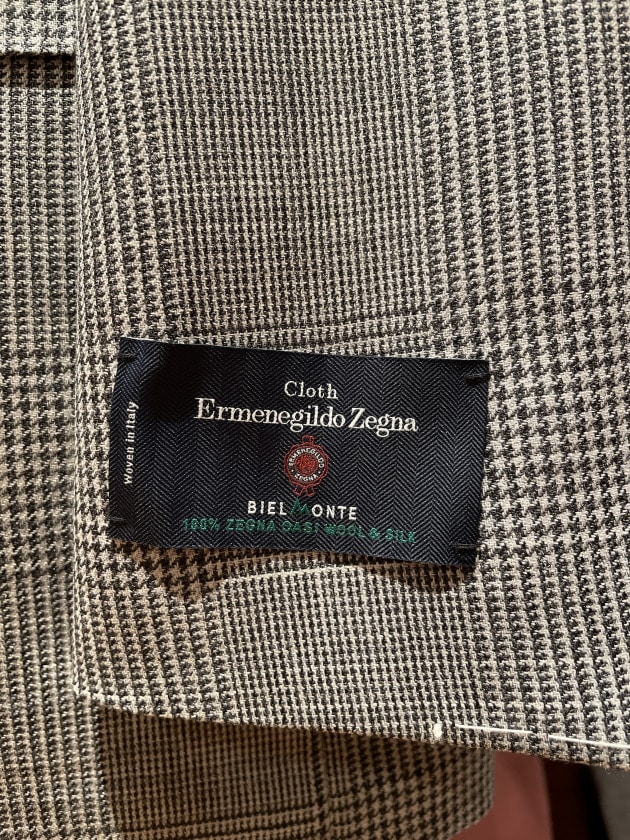 Cloth
Ermenegildo Zegna
ERMENEGILDO
ZEGNA
BIELMONTE
100% ZEGNA OASI WOOL & SILK
Woven in Italy